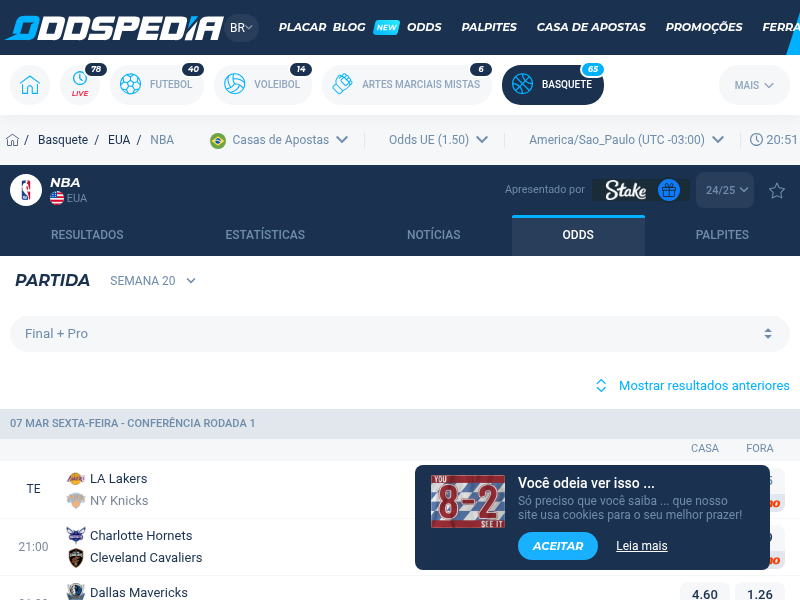 ODDSPEDIA BR PLACAR BLOG NEW ODDS PALPITES CASA DE APOSTAS PROMOÇÕES FERRA
LIVE 78 FUTEBOL 40 VOLEIBOL 14 ARTES MARCIAIS MISTAS 6 BASQUETE 65 MAIS
/ Basquete / EUA / NBA Casas de Apostas Odds UE (1.50) America/Sao_Paulo (UTC -03:00) 20:51
NBA
EUA
Apresentado por Stake 24/25
RESULTADOS ESTATÍSTICAS NOTÍCIAS ODDS PALPITES
PARTIDA SEMANA 20
Final + Pro
Mostrar resultados anteriores
07 MAR SEXTA-FEIRA - CONFERÊNCIA RODADA 1
CASA FORA
TE LA Lakers
NY Knicks
21:00 Charlotte Hornets
Cleveland Cavaliers
Dallas Mavericks 4.60 1.26
YOU
8-2
SEE IT
Você odeia ver isso ...
Só preciso que você saiba ... que nosso
site usa cookies para o seu melhor prazer!
ACEITAR Leia mais